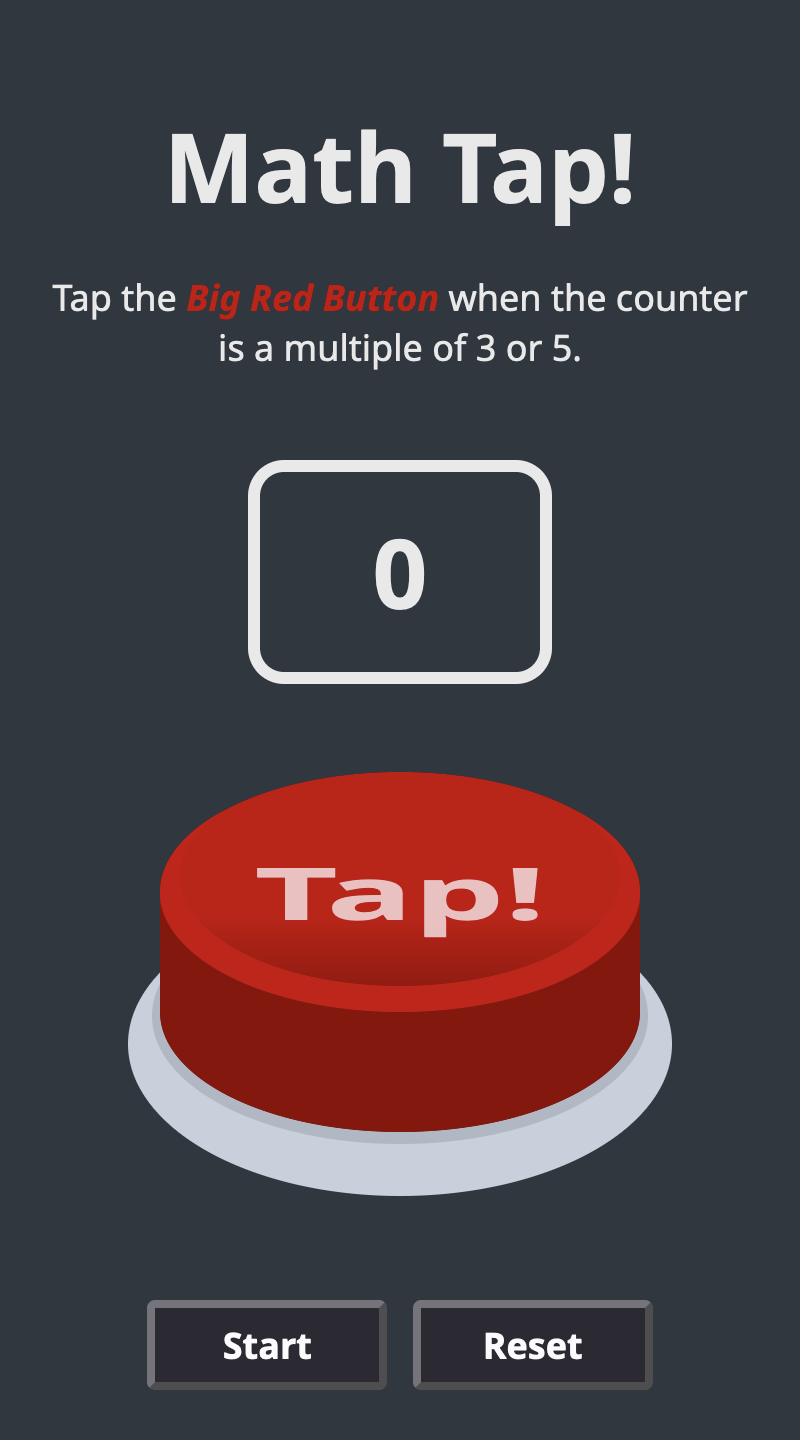 Math Tap!
Tap the Big Red Button when the counter
is a multiple of 3 or 5.
0
Tap!
Start
Reset